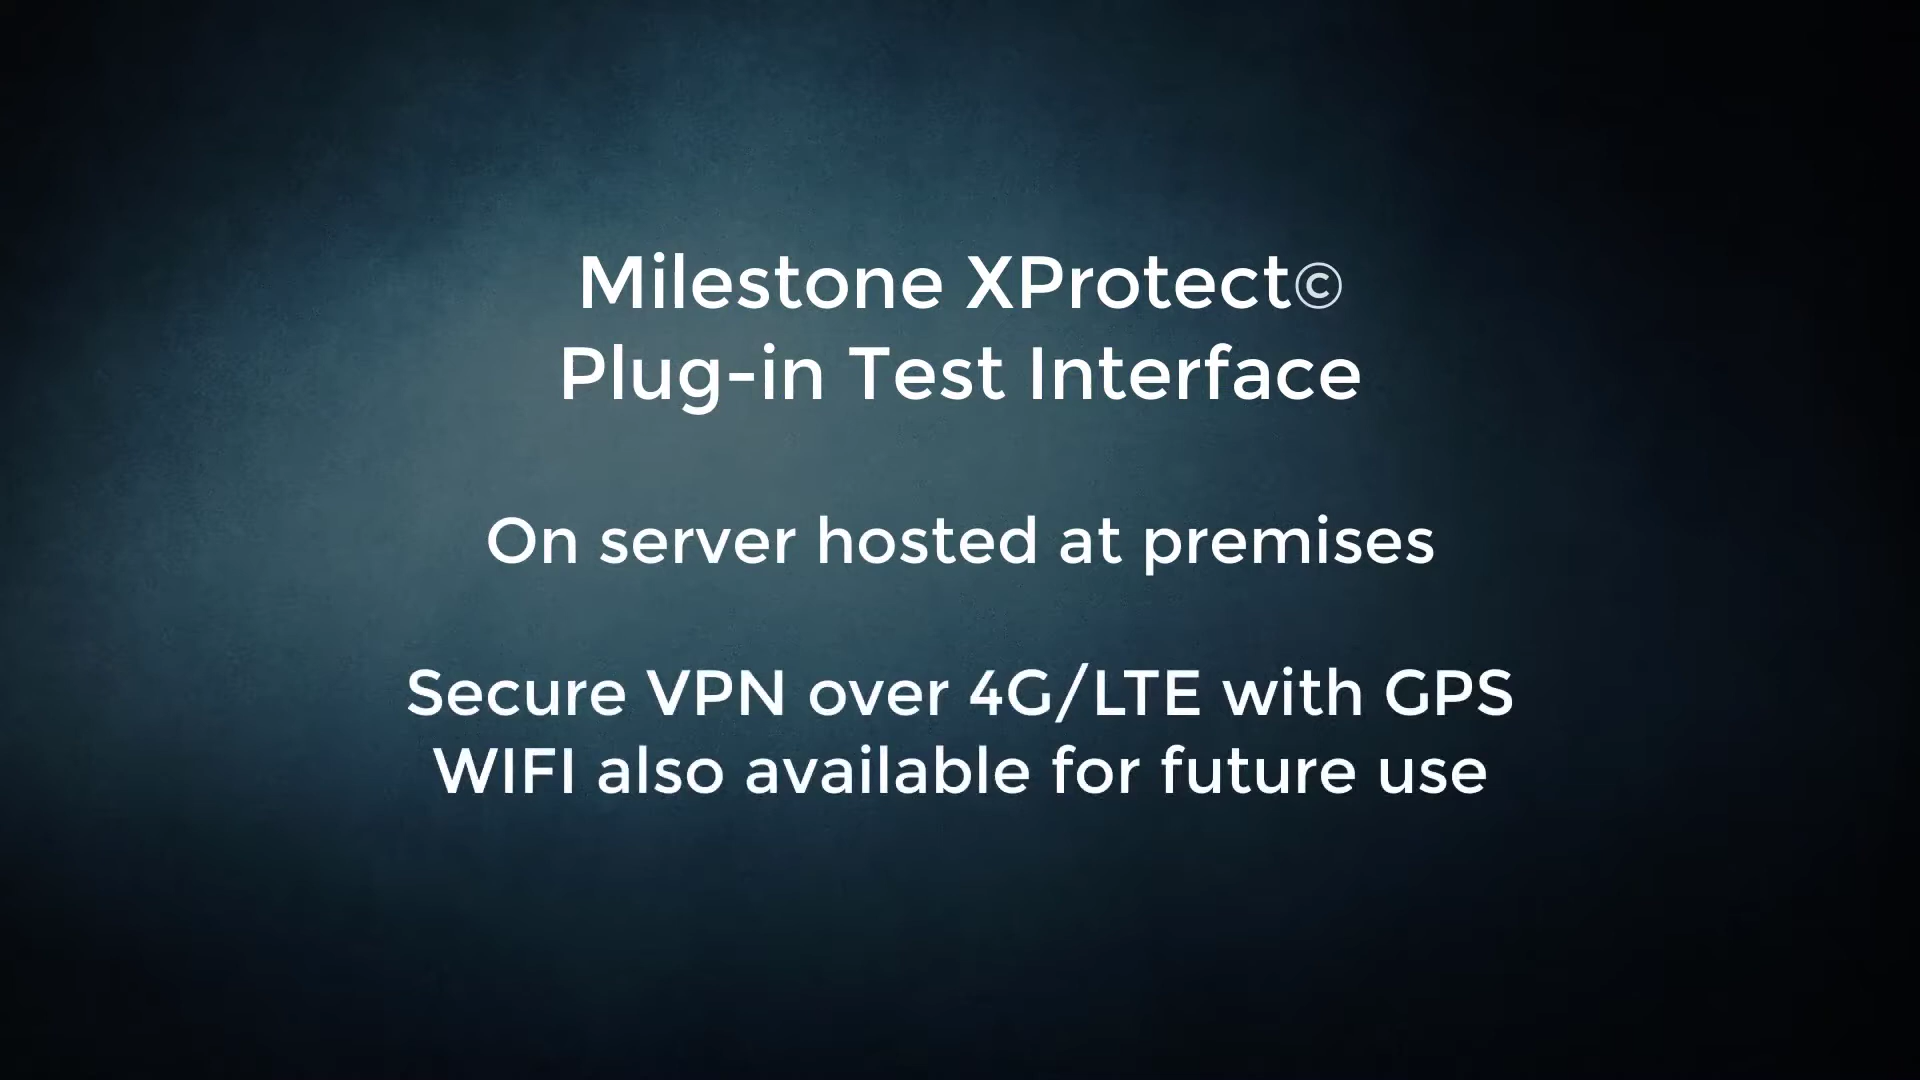 Milestone XProtect©
Plug-in Test Interface
On server hosted at premises
Secure VPN over 4G/LTE with GPS
WIFI also available for future use